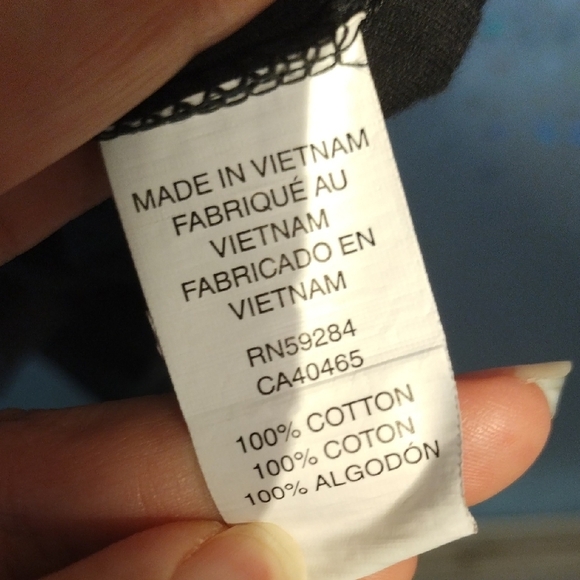 MADE IN VIETNAM
FABRIQUÉ AU
VIETNAM
FABRICADO EN
VIETNAM
RN59284
CA40465
100% COTTON
100% COTON
100% ALGODÓN